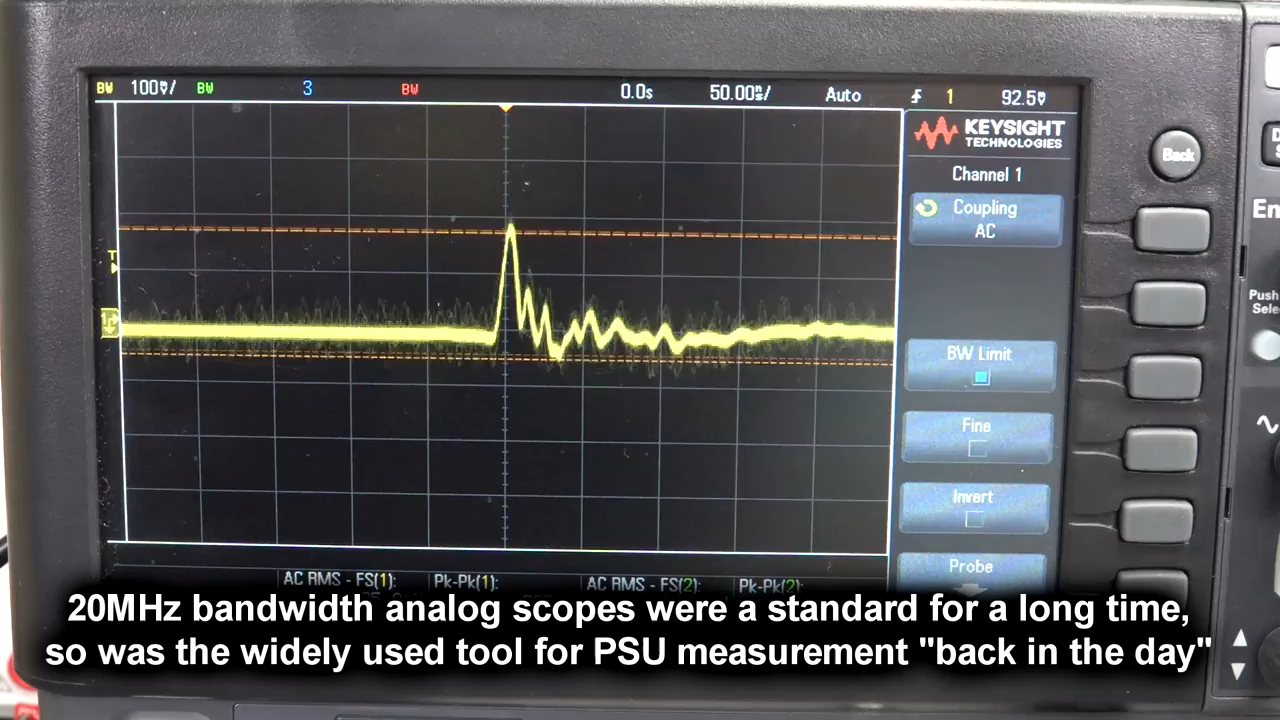 BW 100▽/ BW 3 BW 0.0s 50.00㎱/ Auto 1 92.5▽
KEYSIGHT
TECHNOLOGIES
Channel 1
Coupling
AC
BW Limit
Fine
Invert
Probe
Back
Push
T
AC RMS - FS(1): Pk-Pk(1): AC RMS - FS(2): Pk-Pk(2):
20MHz bandwidth analog scopes were a standard for a long time,
so was the widely used tool for PSU measurement "back in the day"